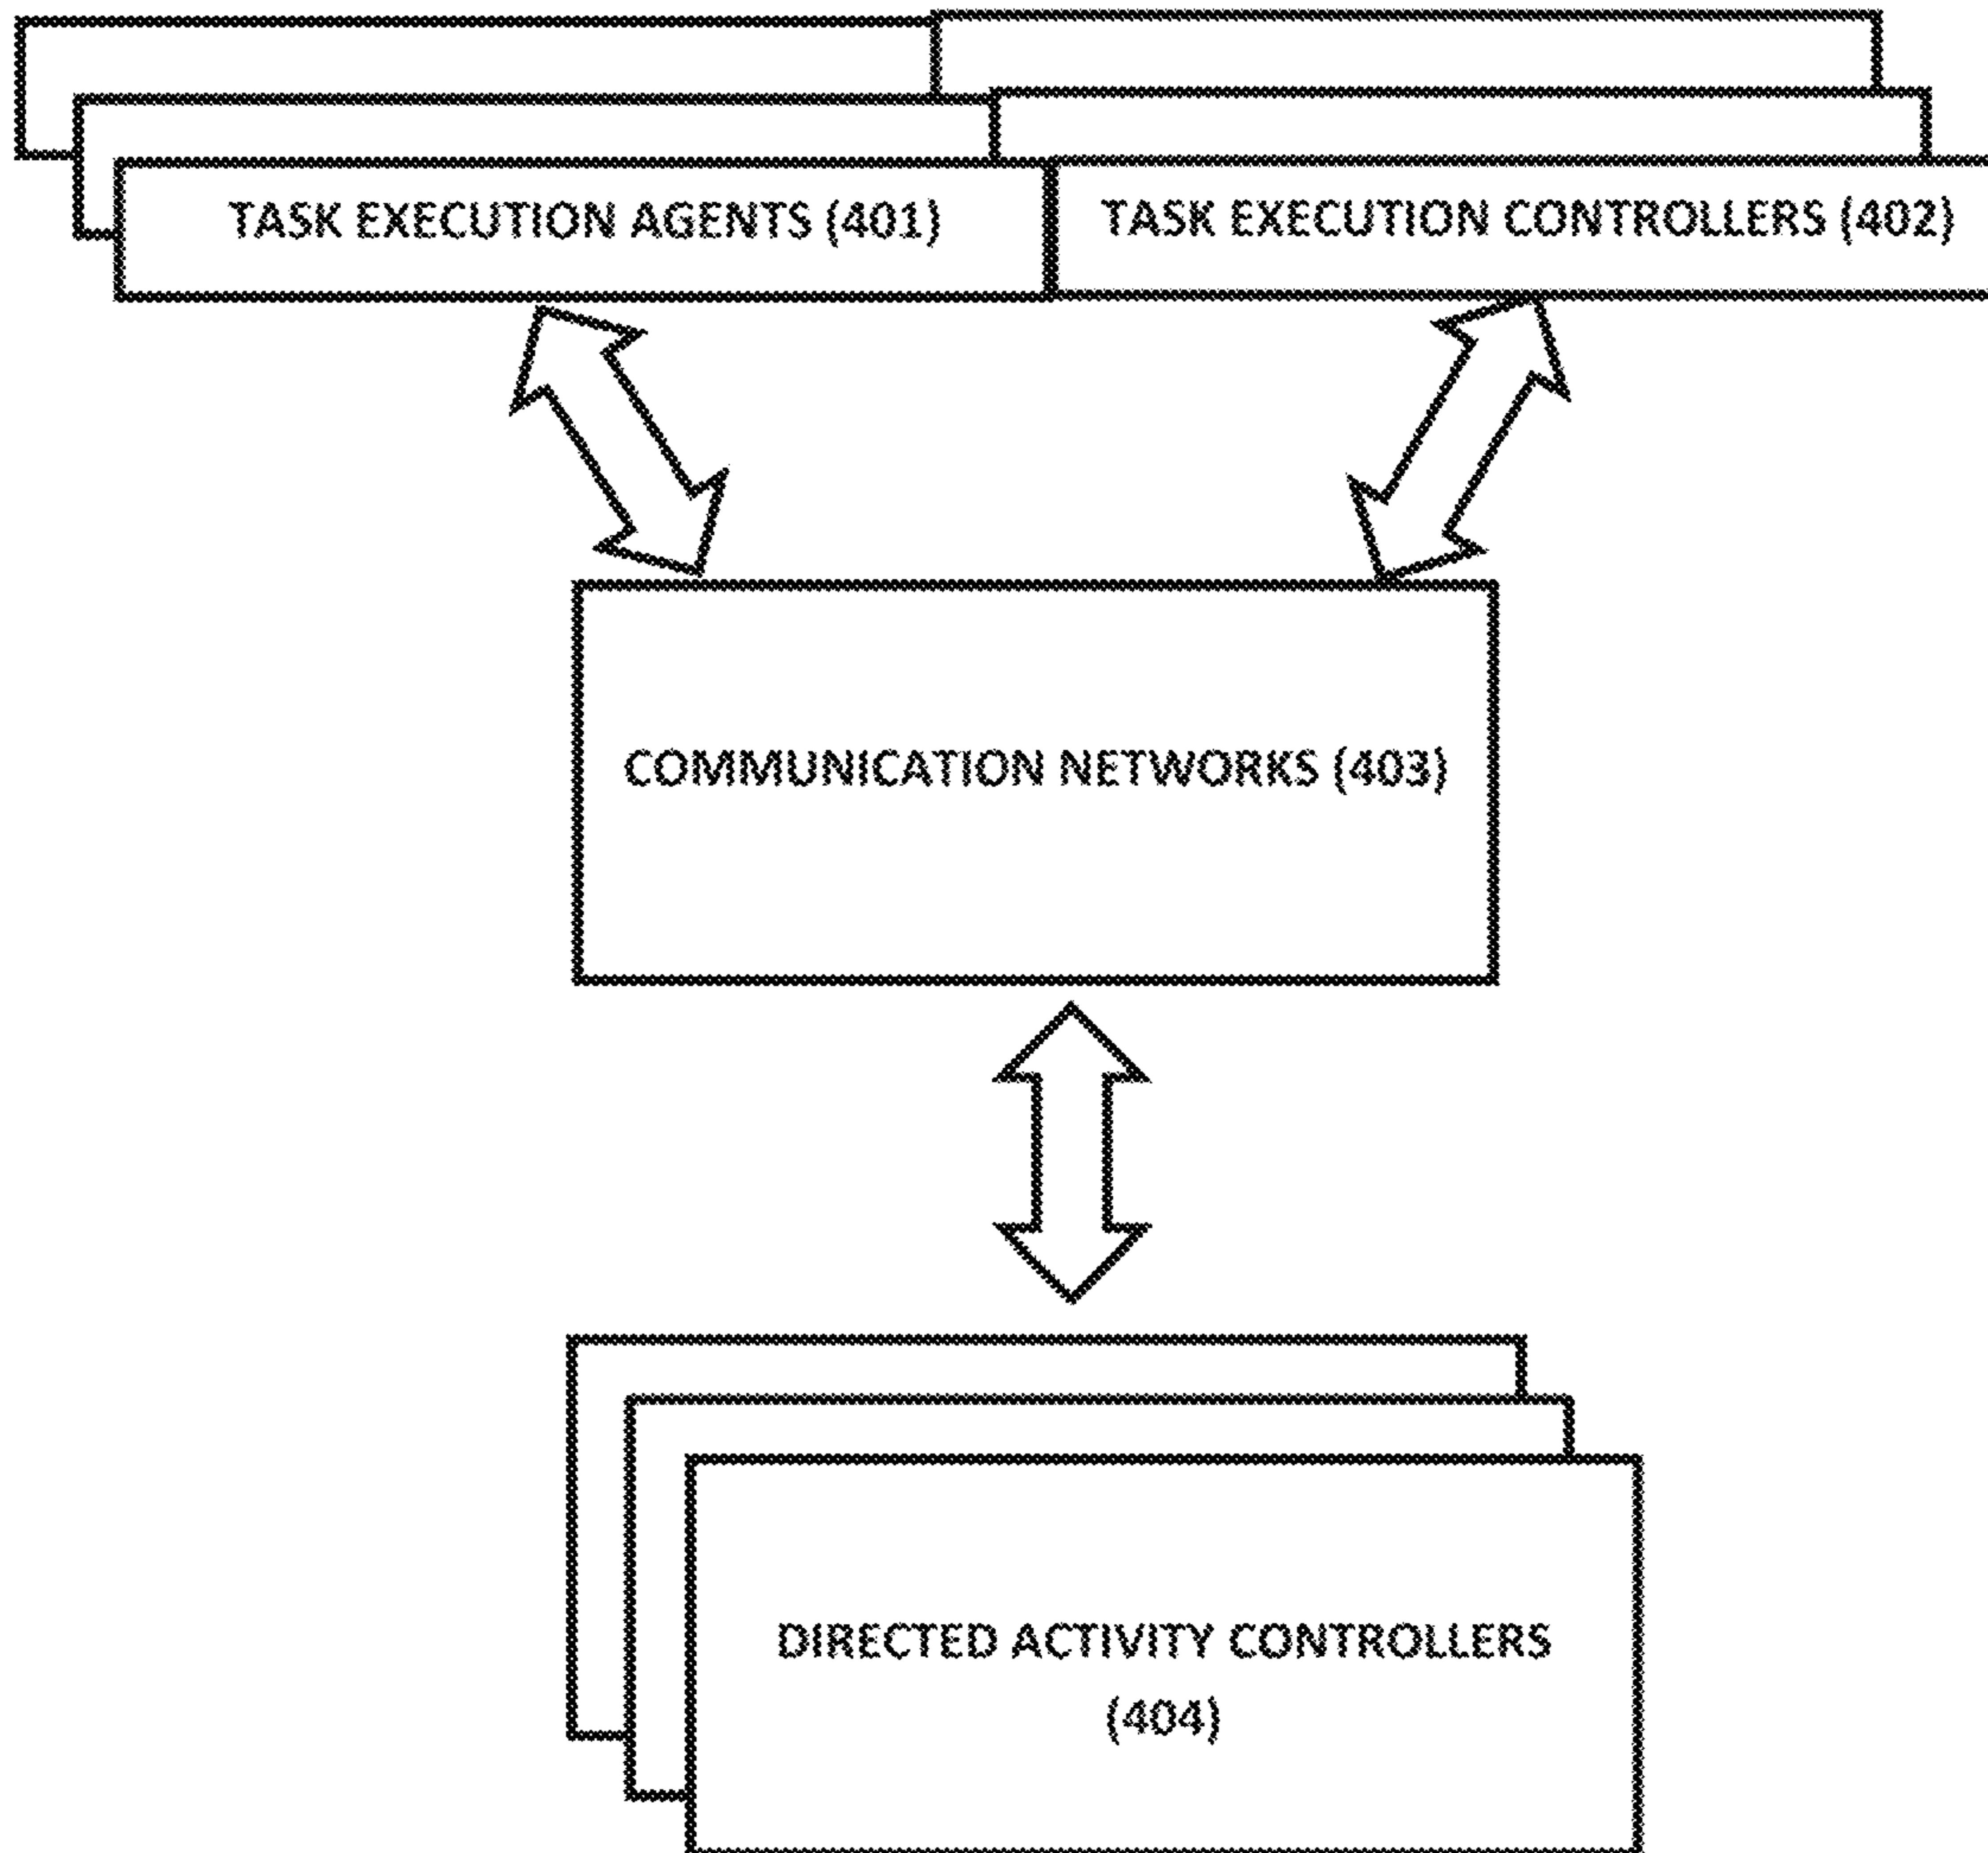 TASK EXECUTION AGENTS (401)
TASK EXECUTION CONTROLLERS (402)
COMMUNICATION NETWORKS (403)
DIRECTED ACTIVITY CONTROLLERS
(404)